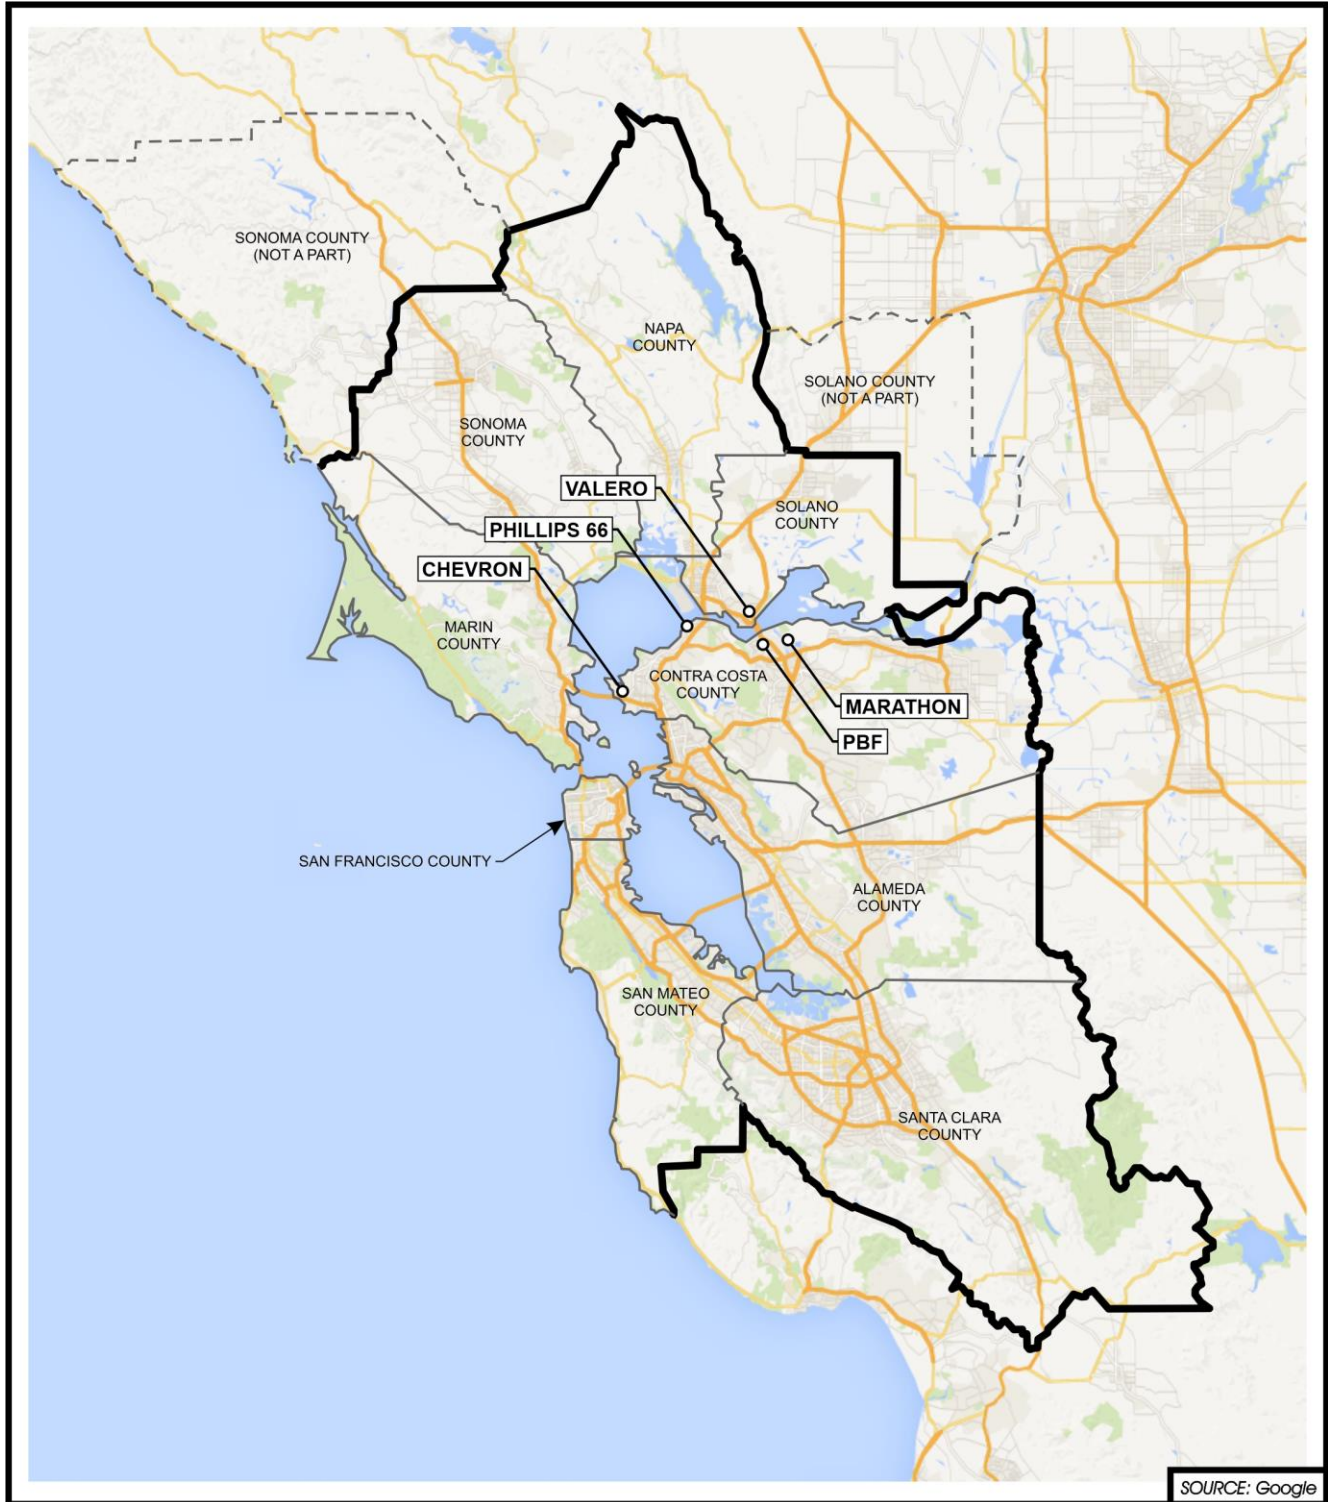 SONOMA COUNTY
(NOT A PART)
NAPA
COUNTY
SOLANO COUNTY
(NOT A PART)
SONOMA
COUNTY
VALERO
SOLANO
COUNTY
PHILLIPS 66
CHEVRON
MARIN
COUNTY
CONTRA COSTA
COUNTY
MARATHON
PBF
SAN FRANCISCO COUNTY
ALAMEDA
COUNTY
SAN MATEO
COUNTY
SANTA CLARA
COUNTY
SOURCE: Google